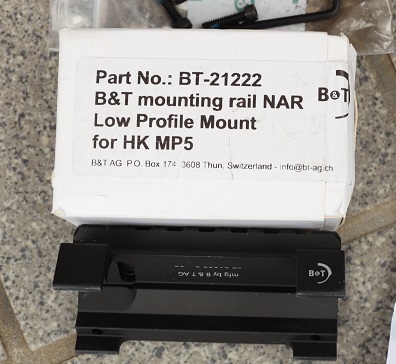 Part No.: BT-21222
B&T mounting rail NAR
Low Profile Mount
for HK MP5
B&T AG P.O. Box 174 3608 Thun, Switzerland - info@bt-ag.ch
B&T
mfg by B & T AG
B&T